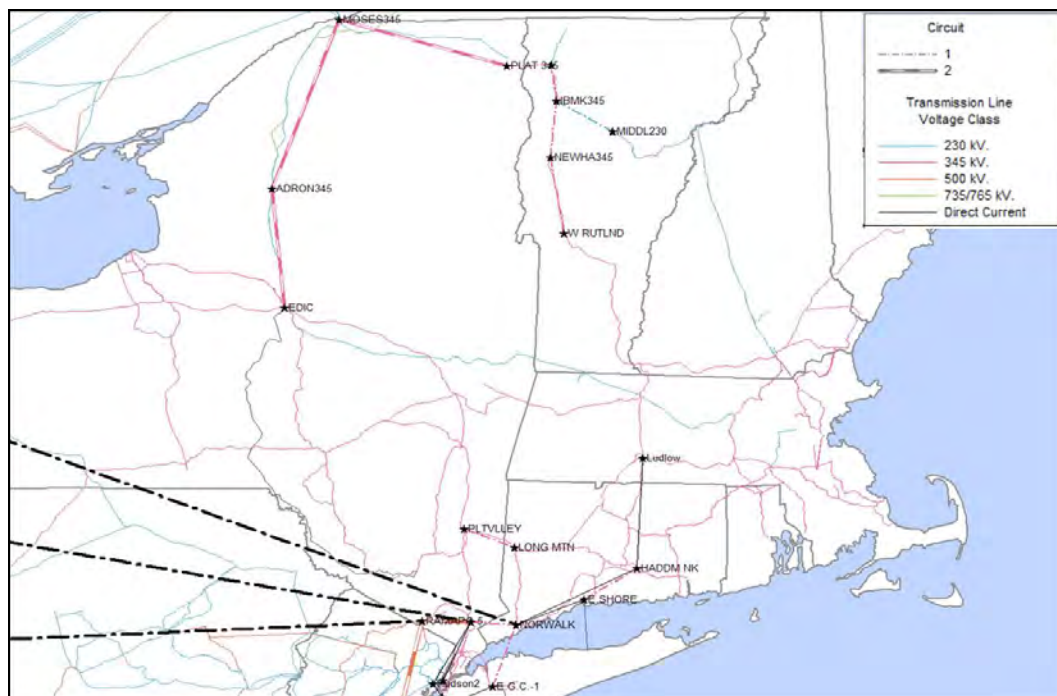 MOSES345
Circuit
1
2
Transmission Line
Voltage Class
230 kV.
345 kV.
500 kV.
735/765 kV.
Direct Current
PLAT 345
IBMK345
MIDDL230
NEWHA345
ADRON345
W RUTLND
EDIC
Ludlow
PLTVLLEY
LONG MTN
HADDM NK
E SHORE
NORWALK
E.G.C.-1